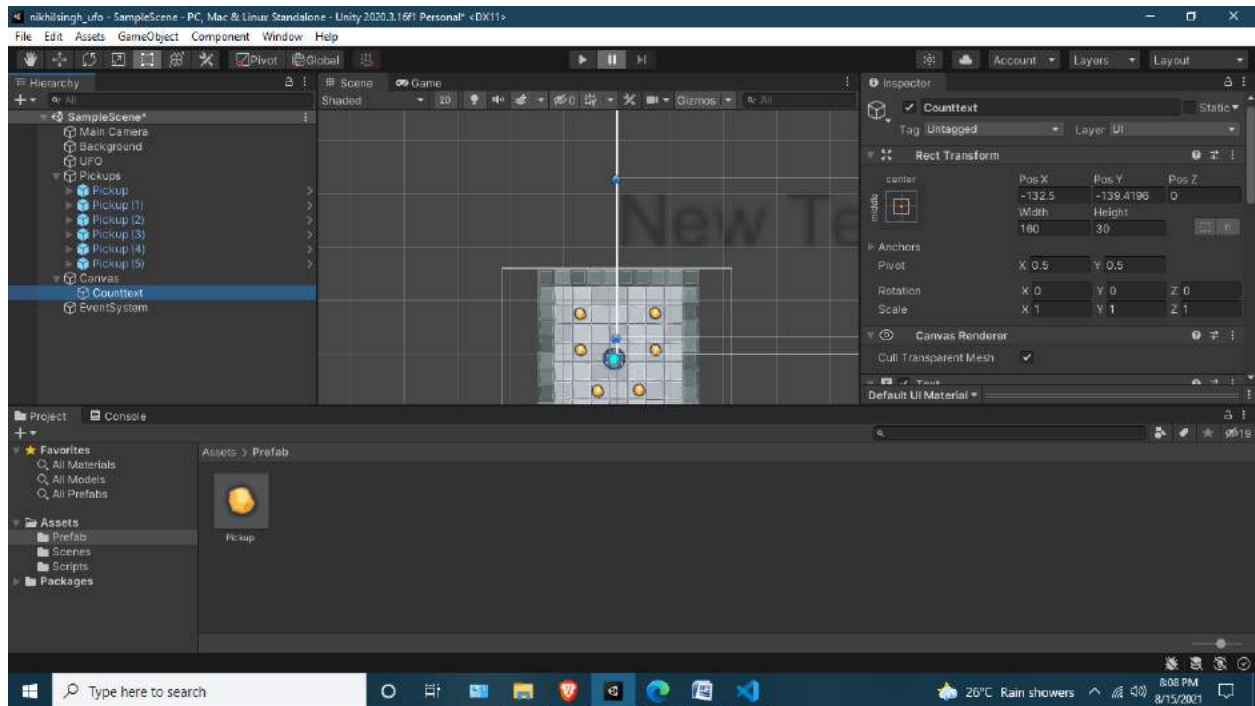 nikhilsingh_ufo - SampleScene - PC, Mac & Linux Standalone - Unity 2020.3.16f1 Personal* <DX11>
File Edit Assets GameObject Component Window Help
Pivot Global Account Layers Layout
Hierarchy
All
SampleScene*
Main Camera
Background
UFO
Pickups
Pickup
Pickup (1)
Pickup (2)
Pickup (3)
Pickup (4)
Pickup (5)
Canvas
Counttext
EventSystem
Scene Game
Shaded 2D 0 Gizmos All
New Te
Inspector
Counttext Static
Tag Untagged Layer UI
Rect Transform
center Pos X Pos Y Pos Z
middle -132.5 -139.4196 0
Width Height
160 30
R
Anchors
Pivot X 0.5 Y 0.5
Rotation X 0 Y 0 Z 0
Scale X 1 Y 1 Z 1
Canvas Renderer
Cull Transparent Mesh
Text
Default UI Material
Project Console
19
Favorites
All Materials
All Models
All Prefabs
Assets
Prefab
Scenes
Scripts
Packages
Assets > Prefab
Pickup
Type here to search
26°C Rain showers
8:08 PM
8/15/2021